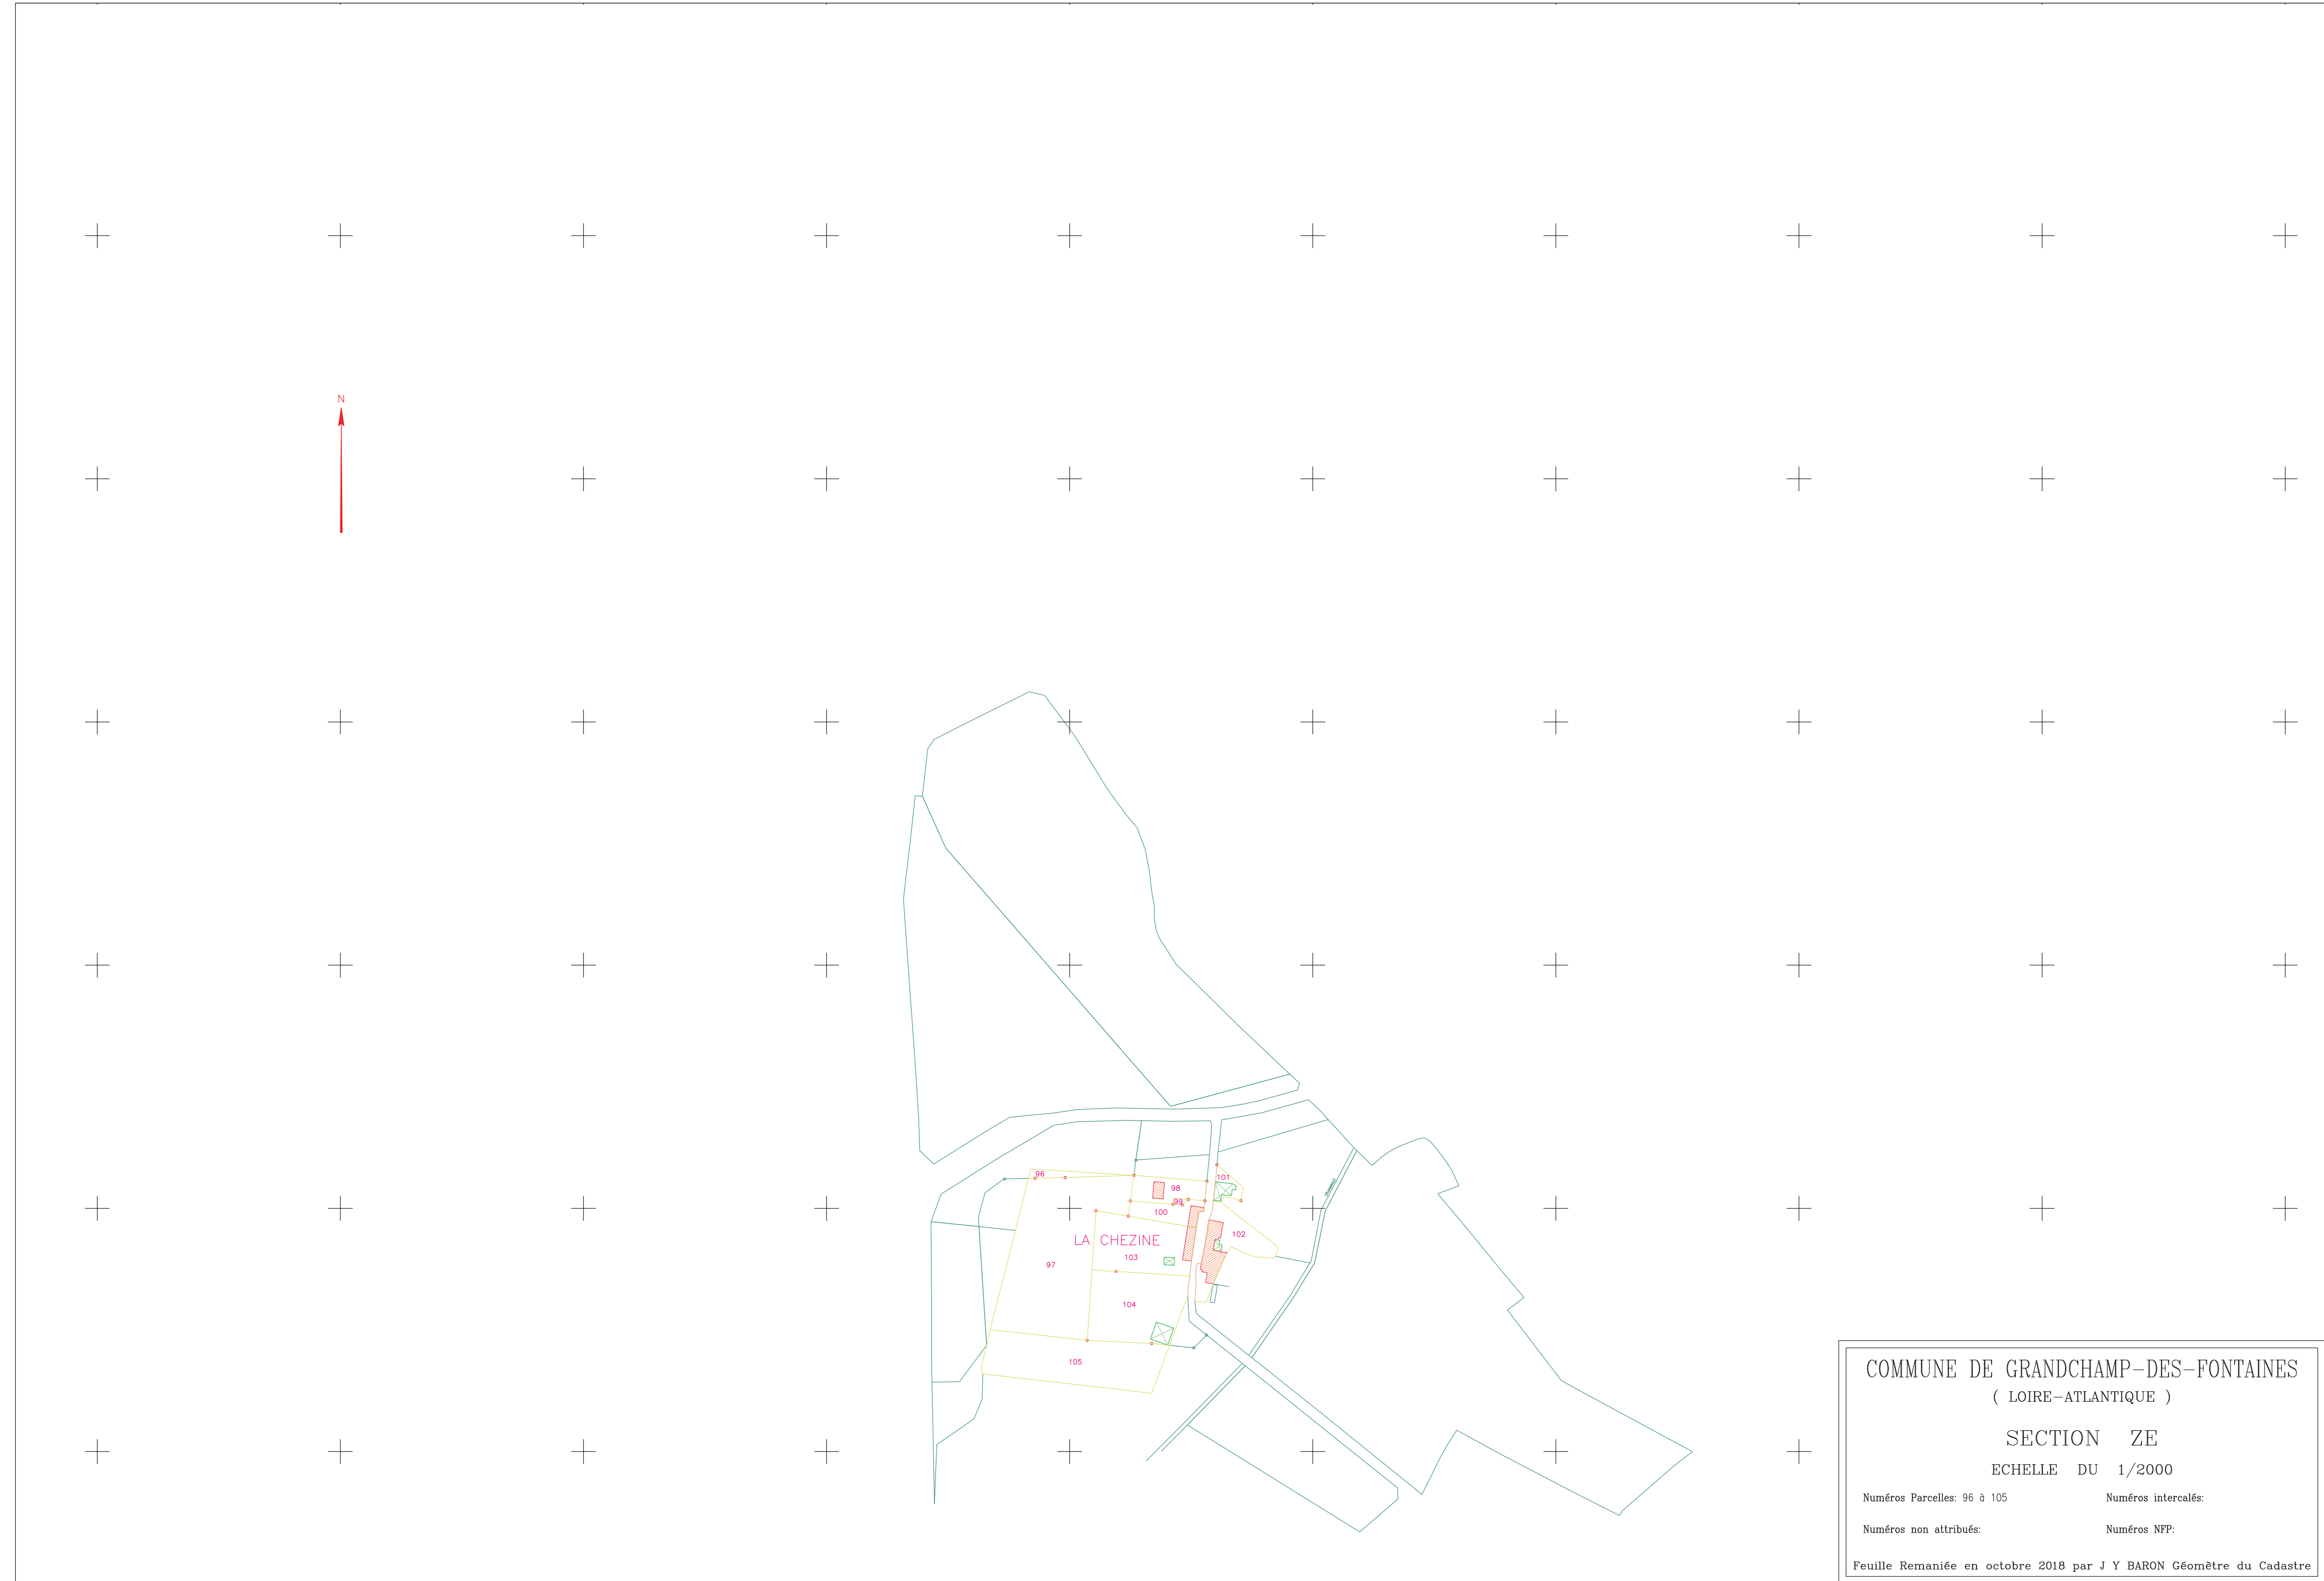 N
96
101
98
99
100
102
LA CHEZINE
103
97
104
105
COMMUNE DE GRANDCHAMP-DES-FONTAINES
( LOIRE-ATLANTIQUE )
SECTION ZE
ECHELLE DU 1/2000
Numéros Parcelles: 96 à 105 Numéros intercalés:
Numéros non attribués: Numéros NFP:
Feuille Remaniée en octobre 2018 par J Y BARON Géomètre du Cadastre